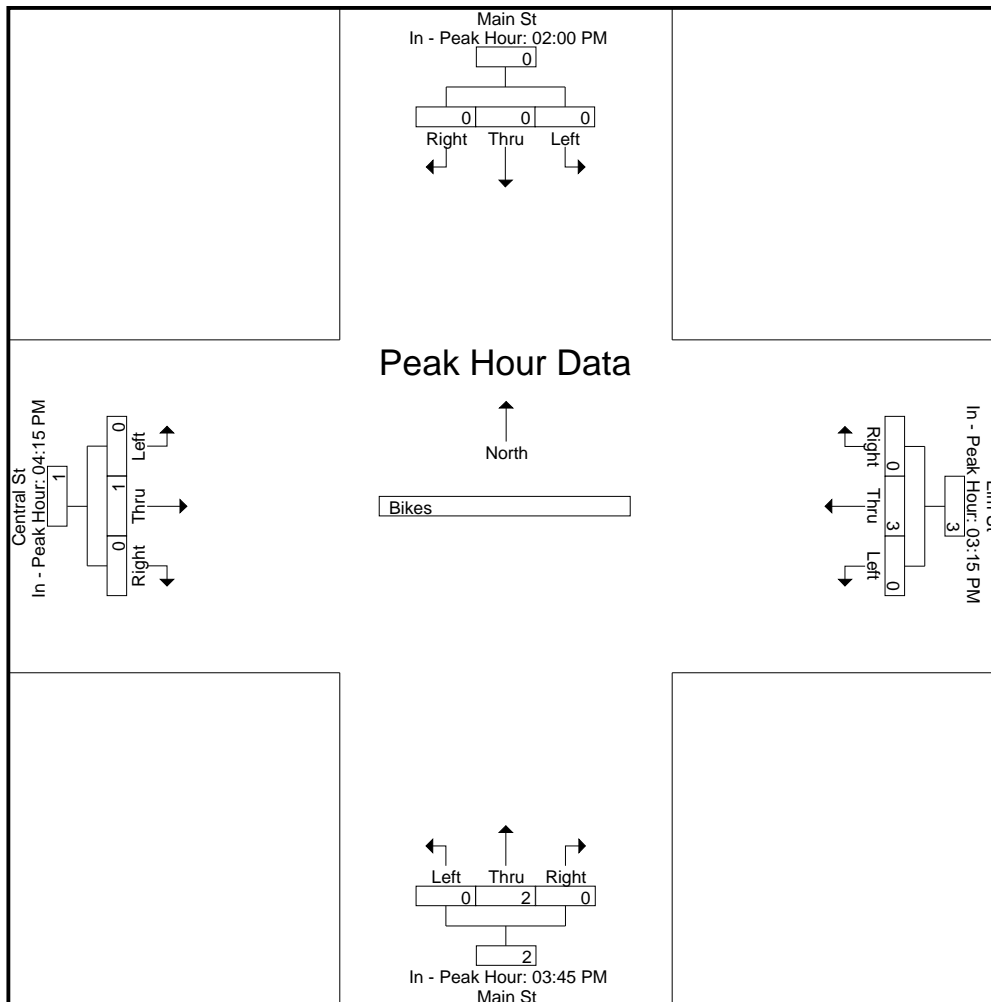 Main St
In - Peak Hour: 02:00 PM
0
0 0 0
Right Thru Left
Peak Hour Data
North
Bikes
Central St
In - Peak Hour: 04:15 PM
1
0 1 0
Left Thru Right
Right Thru Left
0 3 0
3
In - Peak Hour: 03:15 PM
Left Thru Right
0 2 0
2
In - Peak Hour: 03:45 PM
Main St